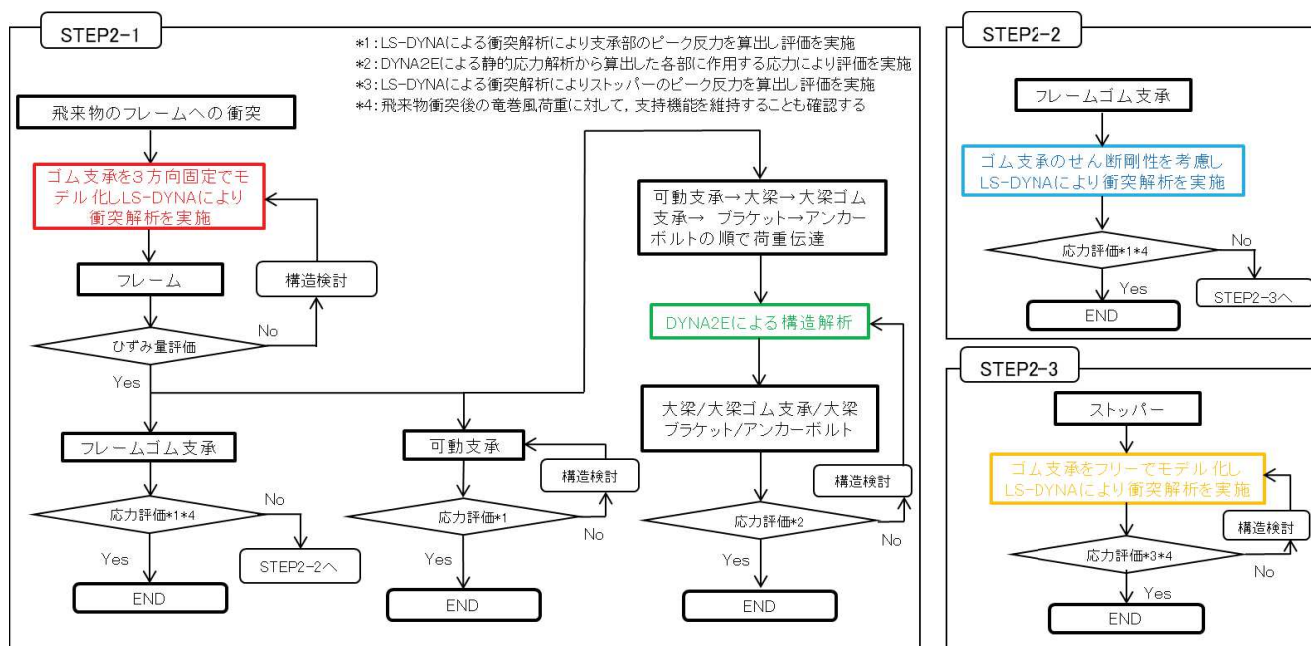 STEP2-1
*1:LS-DYNAによる衝突解析により支承部のピーク反力を算出し評価を実施
*2:DYNA2Eによる静的応力解析から算出した各部に作用する応力により評価を実施
*3:LS-DYNAによる衝突解析によりストッパーのピーク反力を算出し評価を実施
*4:飛来物衝突後の竜巻風荷重に対して,支持機能を維持することも確認する
飛来物のフレームへの衝突
ゴム支承を3方向固定でモ
デル化しLS-DYNAにより
衝突解析を実施
フレーム
構造検討
ひずみ量評価
No
Yes
フレームゴム支承
応力評価*1*4
No
Yes
STEP2-2へ
END
可動支承
構造検討
応力評価*1
No
Yes
END
可動支承→大梁→大梁ゴム
支承→ ブラケット→アンカー
ボルトの順で荷重伝達
DYNA2Eによる構造解析
大梁/大梁ゴム支承/大梁
ブラケット/アンカーボルト
構造検討
応力評価*2
No
Yes
END
STEP2-2
フレームゴム支承
ゴム支承のせん断剛性を考慮し
LS-DYNAにより衝突解析を実施
応力評価*1*4
No
Yes
STEP2-3へ
END
STEP2-3
ストッパー
ゴム支承をフリーでモデル化し
LS-DYNAにより衝突解析を実施
構造検討
応力評価*3*4
No
Yes
END